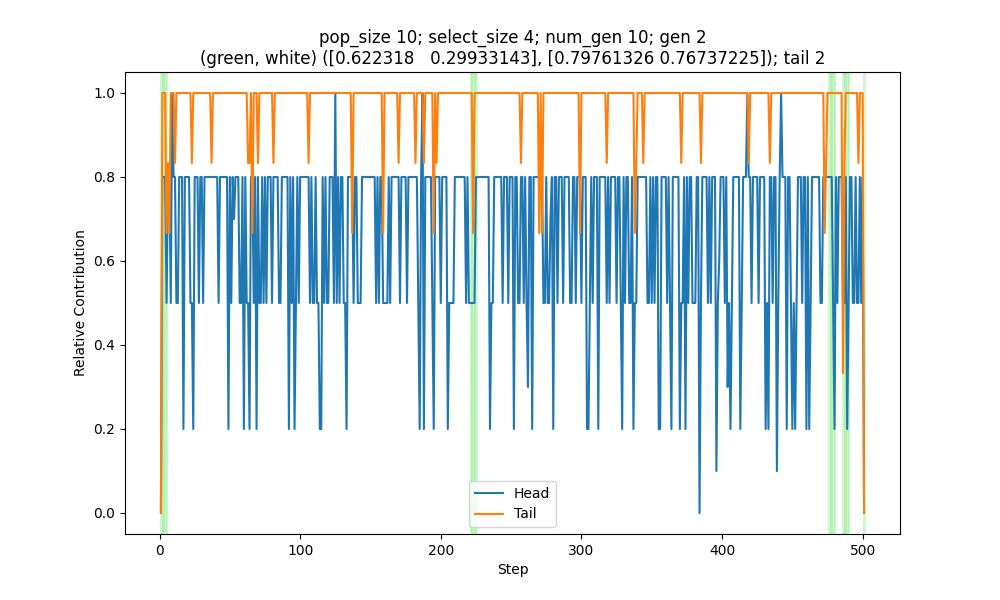 pop_size 10; select_size 4; num_gen 10; gen 2
(green, white) ([0.622318   0.29933143], [0.79761326 0.76737225]); tail 2
1.0
0.8
0.6
0.4
0.2
0.0
Relative Contribution
Head
Tail
0
100
200
300
400
500
Step